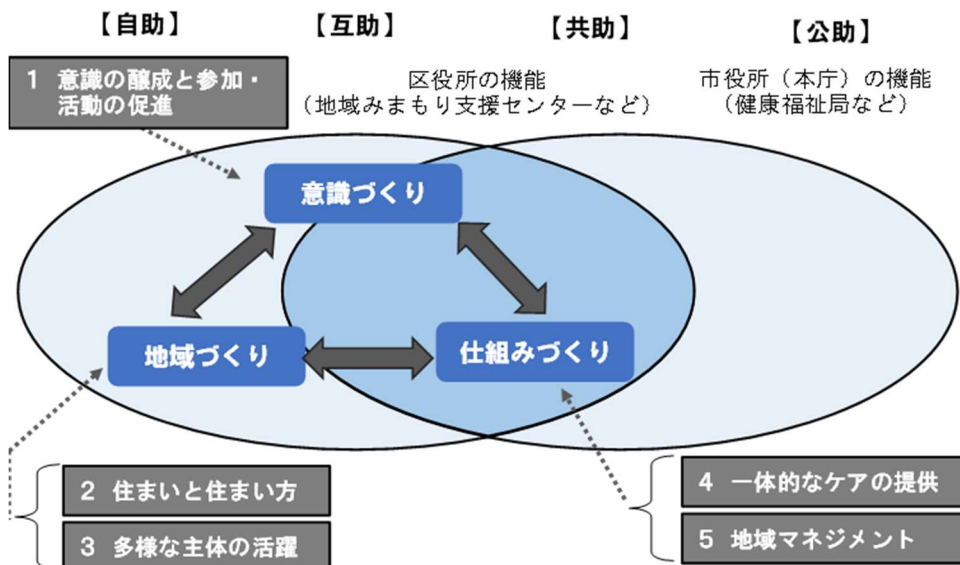 【自助】 【互助】 【共助】 【公助】
1 意識の醸成と参加・
活動の促進
区役所の機能
（地域みまもり支援センターなど）
市役所（本庁）の機能
（健康福祉局など）
意識づくり
地域づくり
仕組みづくり
2 住まいと住まい方
3 多様な主体の活躍
4 一体的なケアの提供
5 地域マネジメント